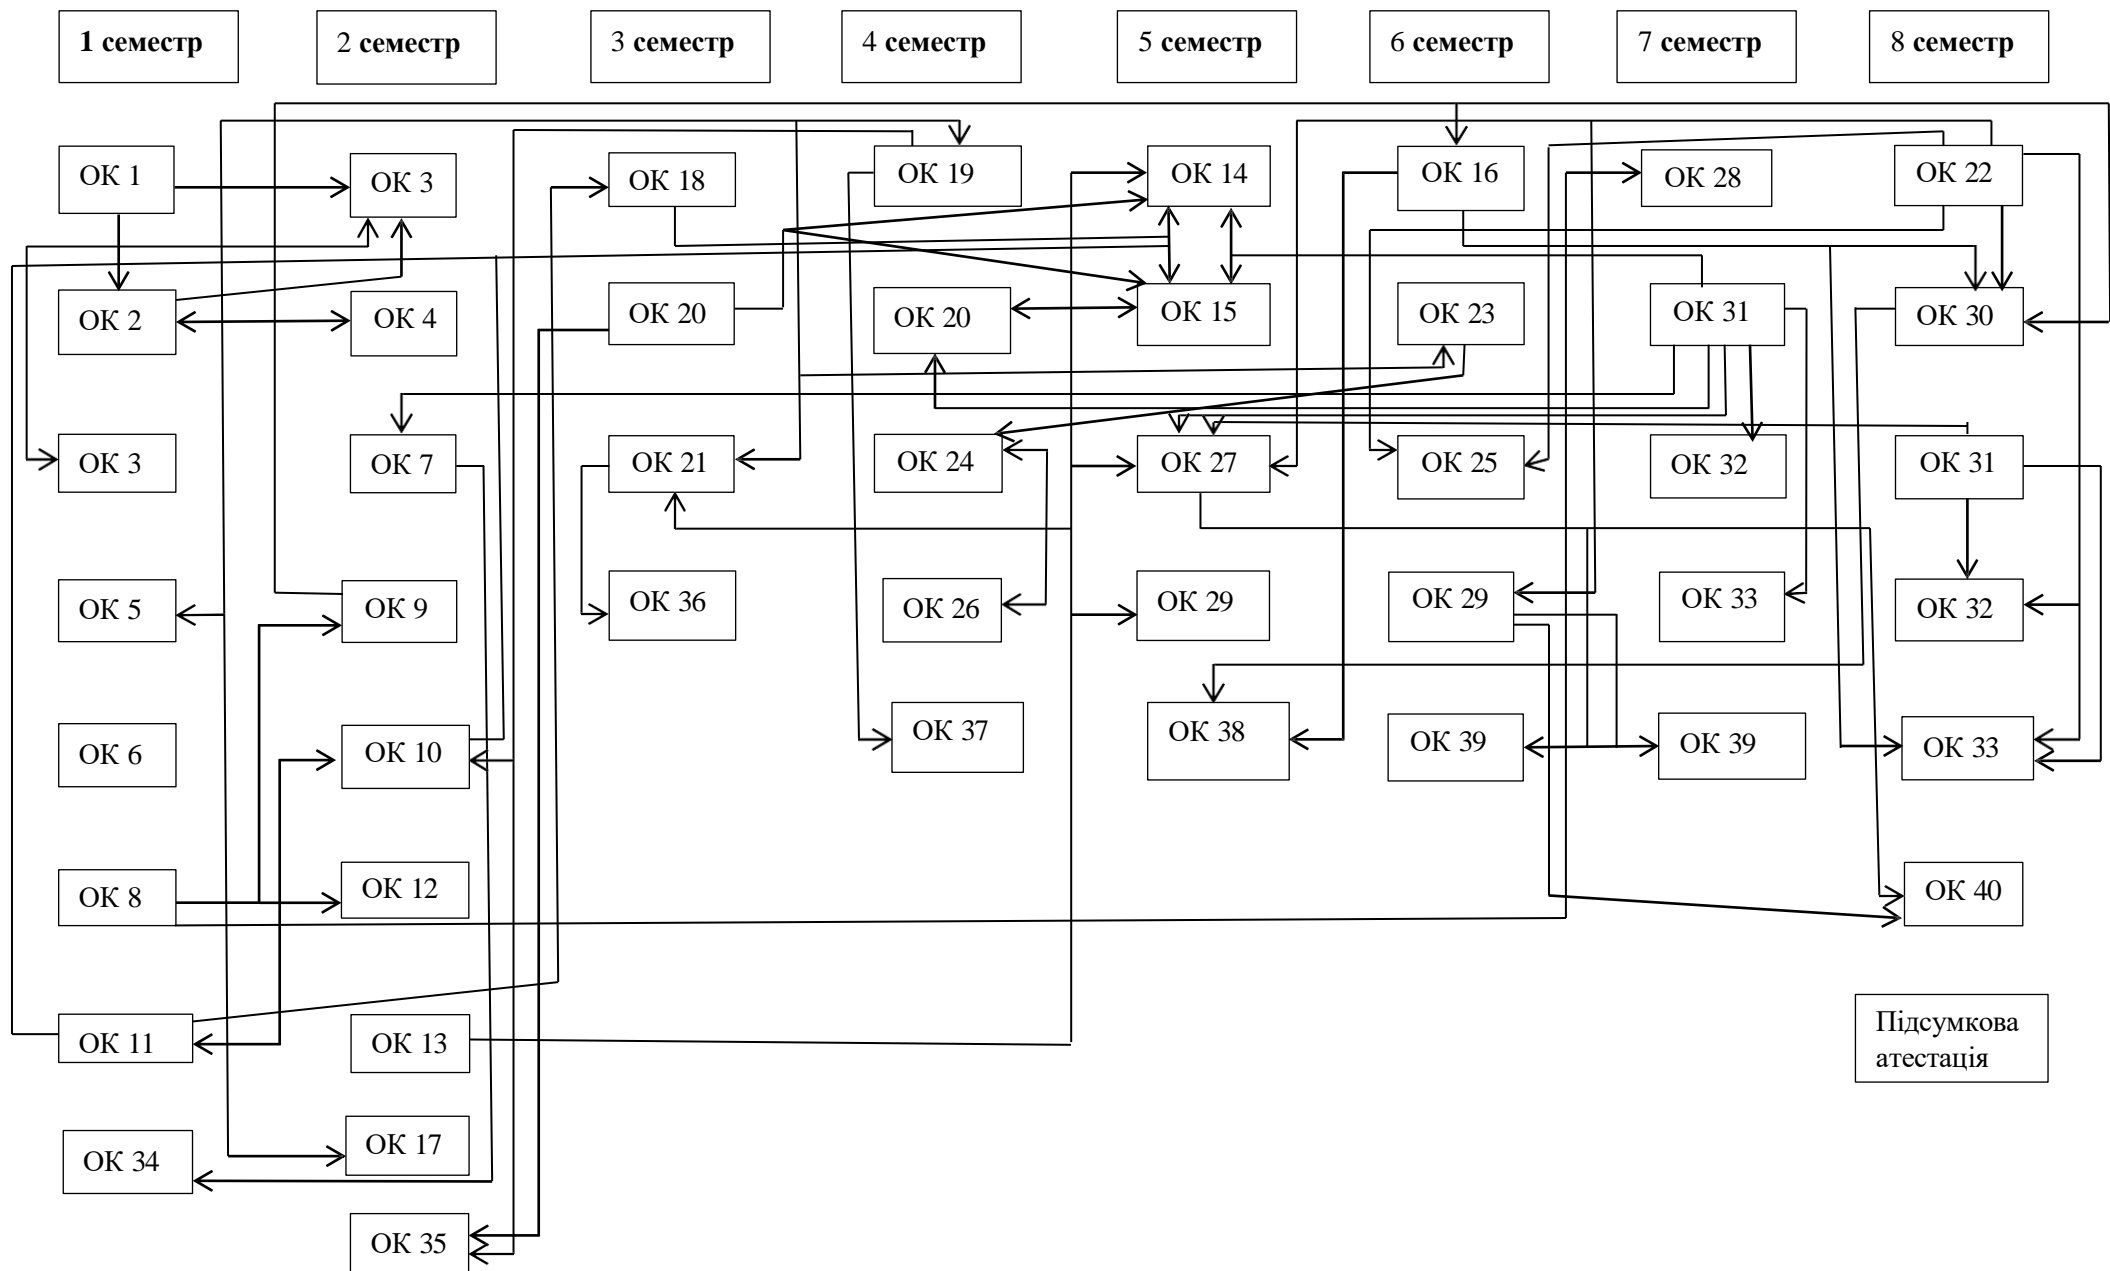 1 семестр
2 семестр
3 семестр
4 семестр
5 семестр
6 семестр
7 семестр
8 семестр
ОК 1
ОК 3
ОК 18
ОК 19
ОК 14
ОК 16
ОК 28
ОК 22
ОК 2
ОК 4
ОК 20
ОК 20
ОК 15
ОК 23
ОК 31
ОК 30
ОК 3
ОК 7
ОК 21
ОК 24
ОК 27
ОК 25
ОК 32
ОК 31
ОК 5
ОК 9
ОК 36
ОК 26
ОК 29
ОК 29
ОК 33
ОК 32
ОК 6
ОК 10
ОК 37
ОК 38
ОК 39
ОК 39
ОК 33
ОК 8
ОК 12
ОК 40
ОК 11
ОК 13
Підсумкова
атестація
ОК 34
ОК 17
ОК 35